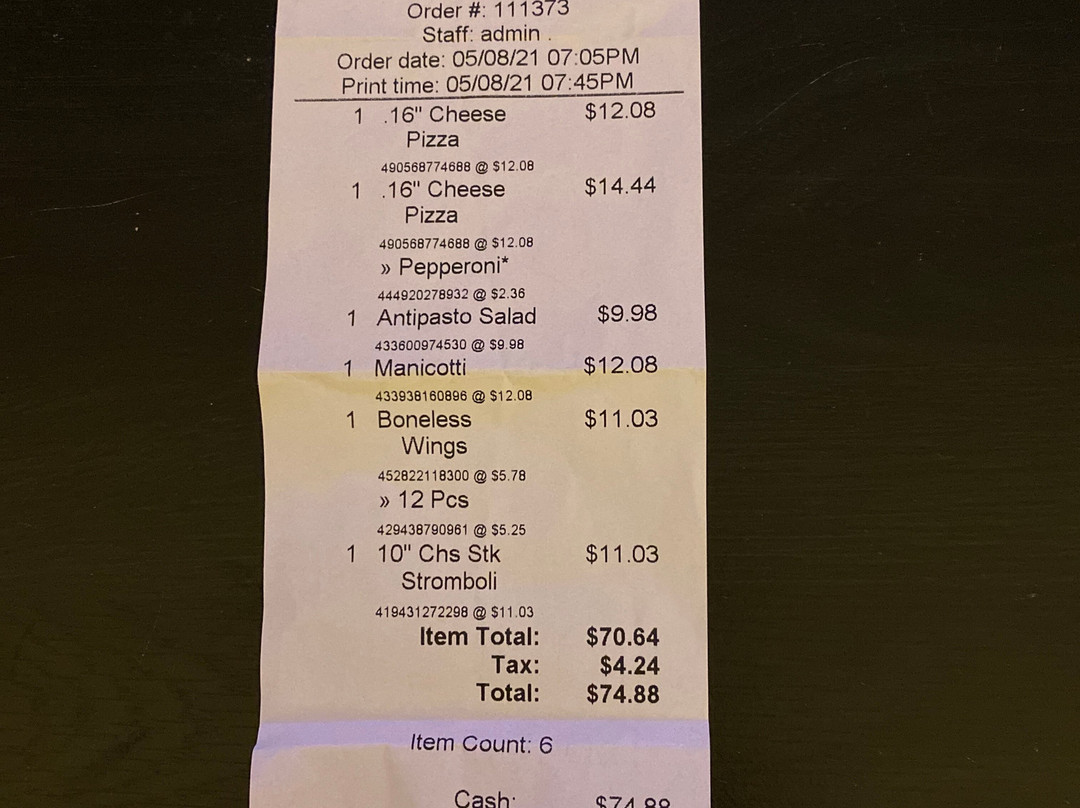 Order #: 111373
Staff: admin .
Order date: 05/08/21 07:05PM
Print time: 05/08/21 07:45PM
1 .16" Cheese $12.08
Pizza
490568774688 @ $12.08
1 .16" Cheese $14.44
Pizza
490568774688 @ $12.08
» Pepperoni*
444920278932 @ $2.36
1 Antipasto Salad $9.98
433600974530 @ $9.98
1 Manicotti $12.08
433938160896 @ $12.08
1 Boneless $11.03
Wings
452822118300 @ $5.78
» 12 Pcs
429438790961 @ $5.25
1 10" Chs Stk $11.03
Stromboli
419431272298 @ $11.03
Item Total: $70.64
Tax: $4.24
Total: $74.88
Item Count: 6
Cash: $74.88